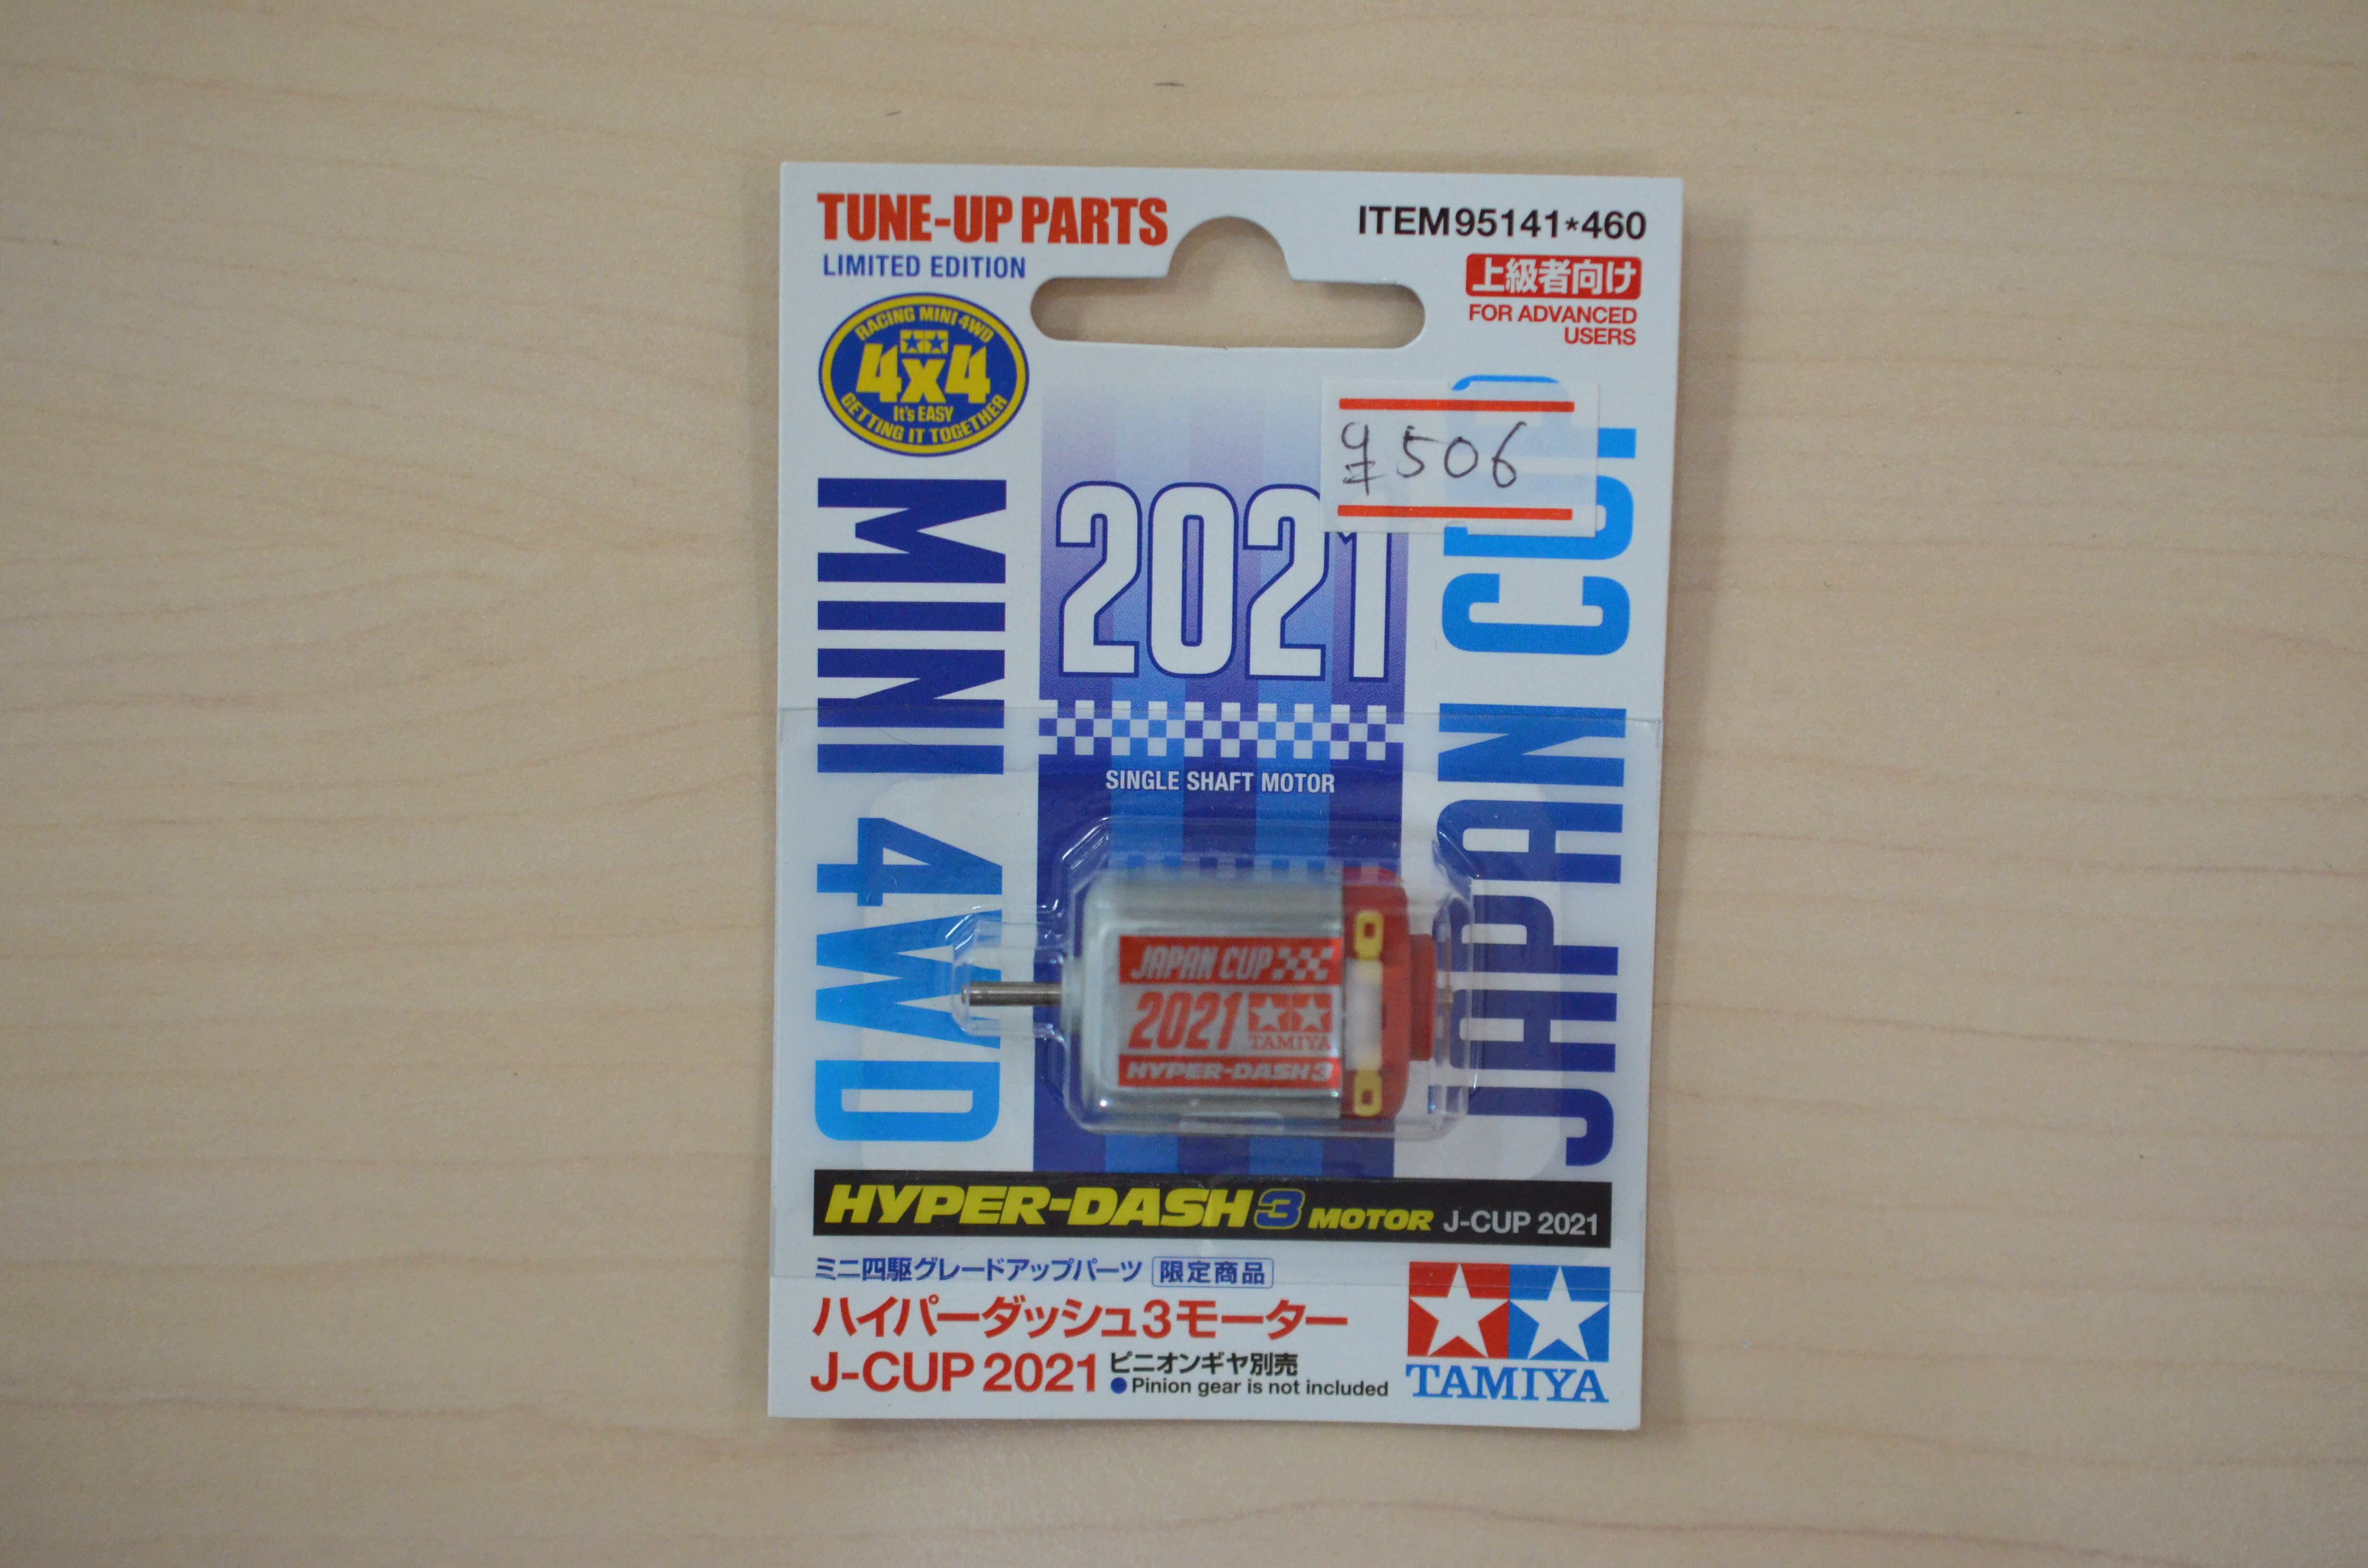 TUNE-UP PARTS
LIMITED EDITION
ITEM95141*460
上級者向け
FOR ADVANCED
USERS
RACING MINI 4WD
4x4
It's EASY
GETTING IT TOGETHER
¥506
MINI 4WD
2021
JAPAN CUP
SINGLE SHAFT MOTOR
JAPAN CUP
2021 TAMIYA
HYPER-DASH3
HYPER-DASH3 MOTOR J-CUP 2021
ミニ四駆グレードアップパーツ 限定商品
ハイパーダッシュ3モーター
J-CUP 2021 ピニオンギヤ別売
●Pinion gear is not included
TAMIYA